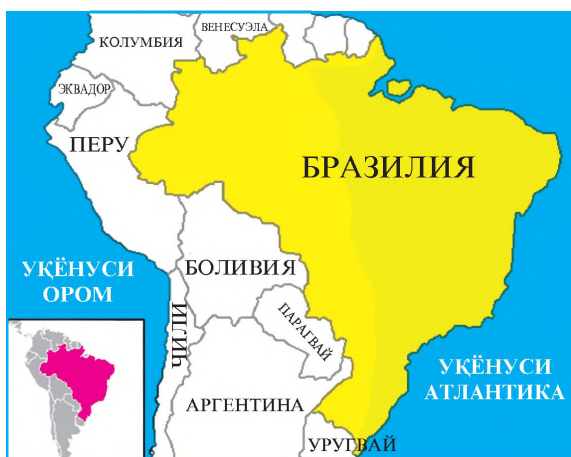 КОЛУМБИЯ
ВЕНЕСУЭЛА
ЭКВАДОР
ПЕРУ
БРАЗИЛИЯ
БОЛИВИЯ
УҚЁНУСИ
ОРОМ
ЧИЛИ
ПАРАГВАЙ
УҚЁНУСИ
АТЛАНТИКА
АРГЕНТИНА
УРУГВАЙ